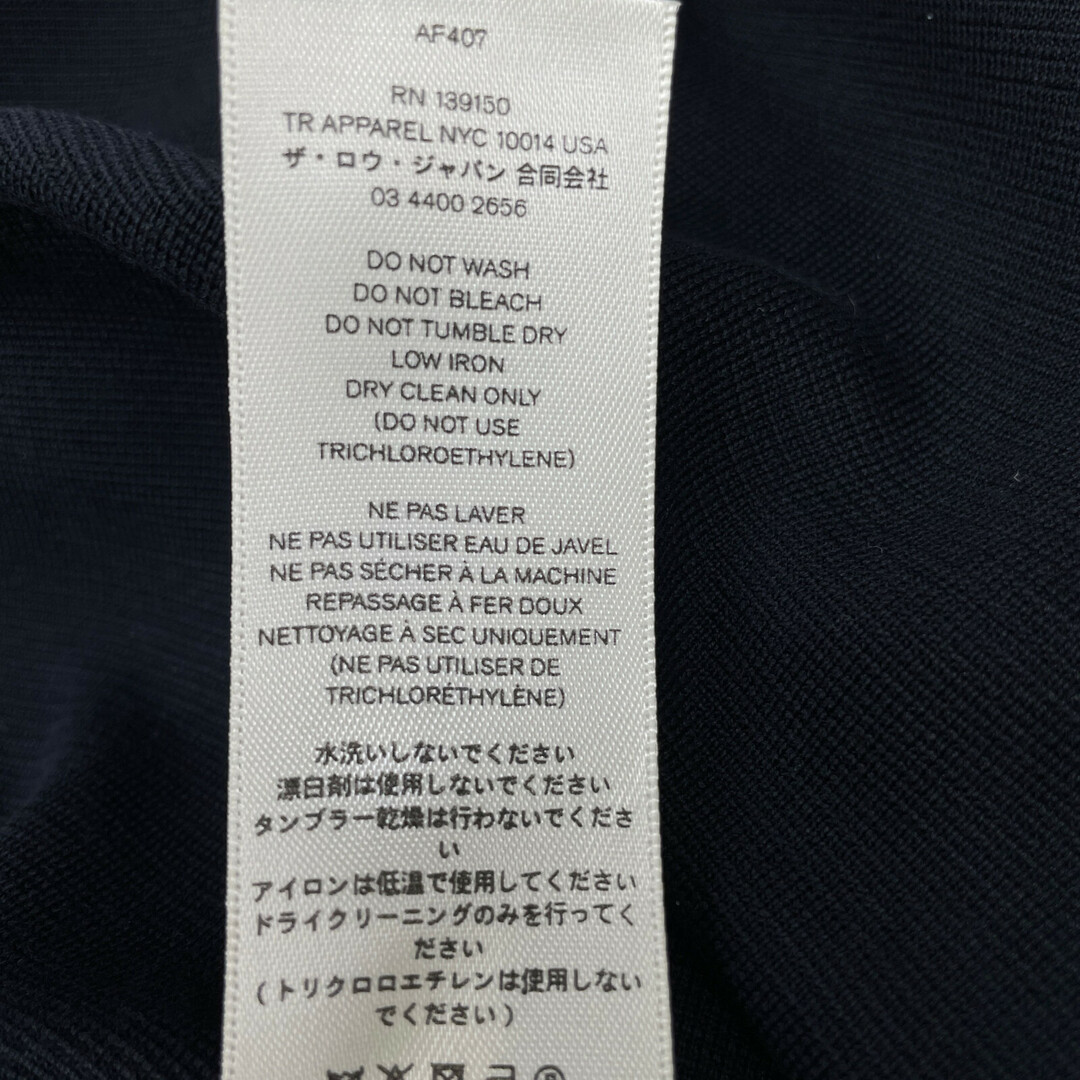 AF407
RN 139150
TR APPAREL NYC 10014 USA
ザ・ロウ・ジャパン 合同会社
03 4400 2656
DO NOT WASH
DO NOT BLEACH
DO NOT TUMBLE DRY
LOW IRON
DRY CLEAN ONLY
(DO NOT USE
TRICHLOROETHYLENE)
NE PAS LAVER
NE PAS UTILISER EAU DE JAVEL
NE PAS SÉCHER À LA MACHINE
REPASSAGE À FER DOUX
NETTOYAGE À SEC UNIQUEMENT
(NE PAS UTILISER DE
TRICHLORÉTHYLÈNE)
水洗いしないでください
漂白剤は使用しないでください
タンブラー乾燥は行わないでくださ
い
アイロンは低温で使用してください
ドライクリーニングのみを行ってく
ださい
(トリクロロエチレンは使用しない
でください)